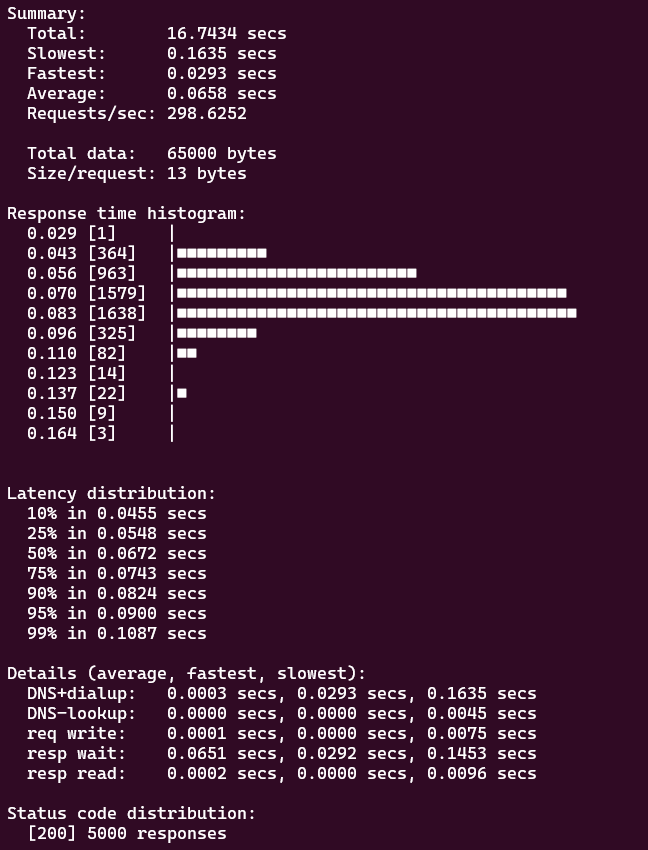 Summary:
  Total:        16.7434 secs
  Slowest:      0.1635 secs
  Fastest:      0.0293 secs
  Average:      0.0658 secs
  Requests/sec: 298.6252

  Total data:   65000 bytes
  Size/request: 13 bytes

Response time histogram:
  0.029 [1]     |
  0.043 [364]   |■■■■■■■■■
  0.056 [963]   |■■■■■■■■■■■■■■■■■■■■■■■■
  0.070 [1579]  |■■■■■■■■■■■■■■■■■■■■■■■■■■■■■■■■■■■■■■■
  0.083 [1638]  |■■■■■■■■■■■■■■■■■■■■■■■■■■■■■■■■■■■■■■■■
  0.096 [325]   |■■■■■■■■
  0.110 [82]    |■■
  0.123 [14]    |
  0.137 [22]    |■
  0.150 [9]     |
  0.164 [3]     |


Latency distribution:
  10% in 0.0455 secs
  25% in 0.0548 secs
  50% in 0.0672 secs
  75% in 0.0743 secs
  90% in 0.0824 secs
  95% in 0.0900 secs
  99% in 0.1087 secs

Details (average, fastest, slowest):
  DNS+dialup:   0.0003 secs, 0.0293 secs, 0.1635 secs
  DNS-lookup:   0.0000 secs, 0.0000 secs, 0.0045 secs
  req write:    0.0001 secs, 0.0000 secs, 0.0075 secs
  resp wait:    0.0651 secs, 0.0292 secs, 0.1453 secs
  resp read:    0.0002 secs, 0.0000 secs, 0.0096 secs

Status code distribution:
  [200] 5000 responses